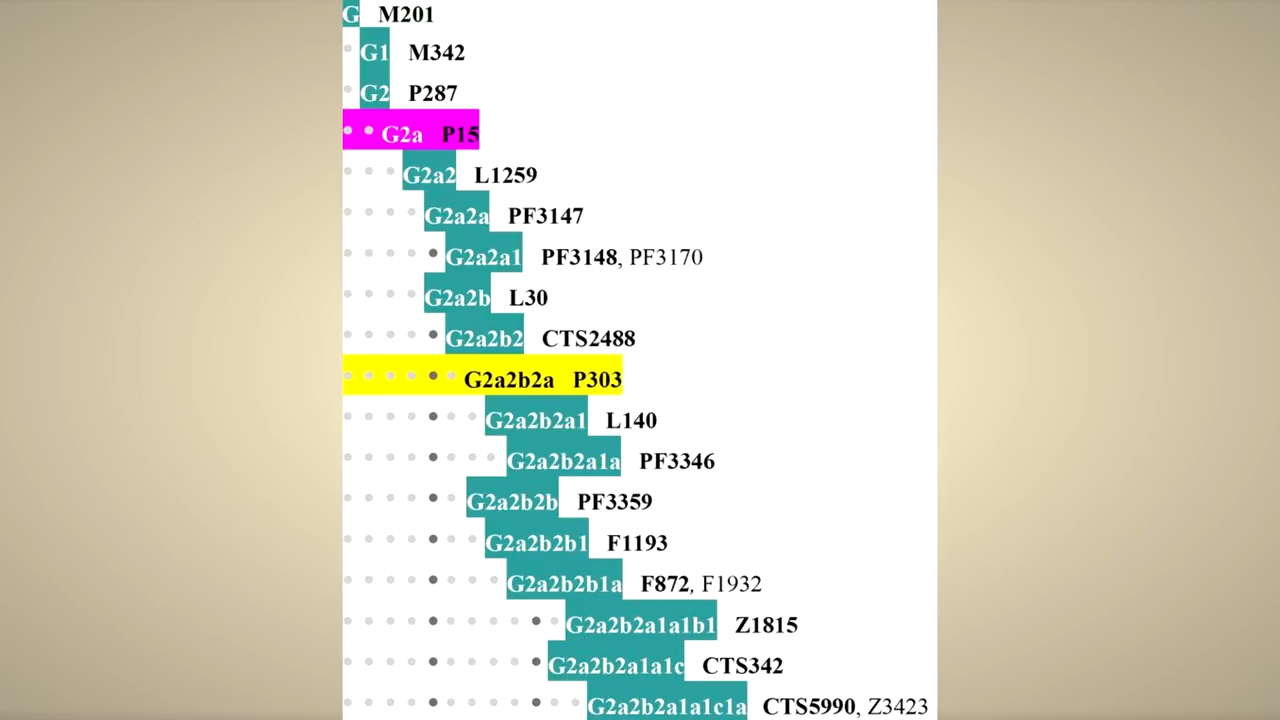 G M201
G1 M342
G2 P287
G2a P15
G2a2 L1259
G2a2a PF3147
G2a2a1 PF3148, PF3170
G2a2b L30
G2a2b2 CTS2488
G2a2b2a P303
G2a2b2a1 L140
G2a2b2a1a PF3346
G2a2b2b PF3359
G2a2b2b1 F1193
G2a2b2b1a F872, F1932
G2a2b2a1a1b1 Z1815
G2a2b2a1a1c CTS342
G2a2b2a1a1c1a CTS5990, Z3423